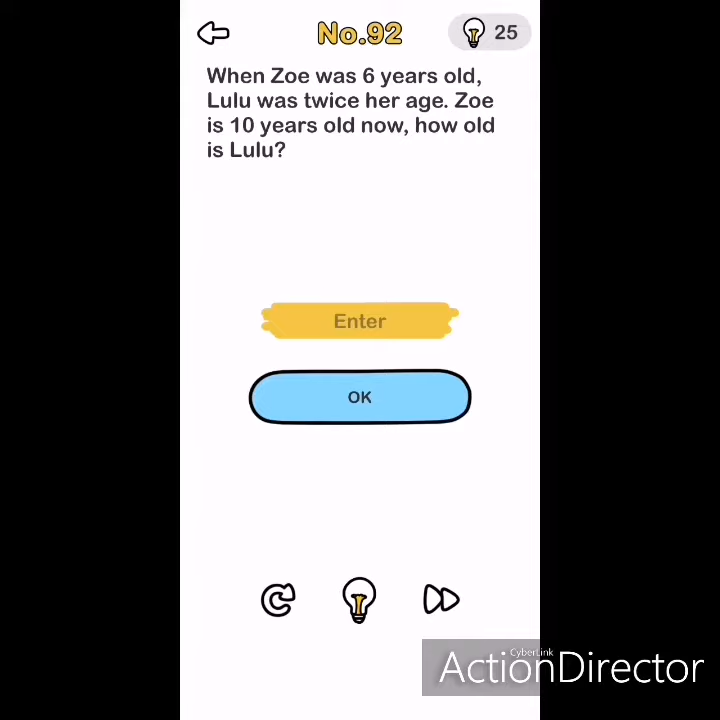 No.92
25
When Zoe was 6 years old,
Lulu was twice her age. Zoe
is 10 years old now, how old
is Lulu?
Enter
OK
CyberLink
ActionDirector